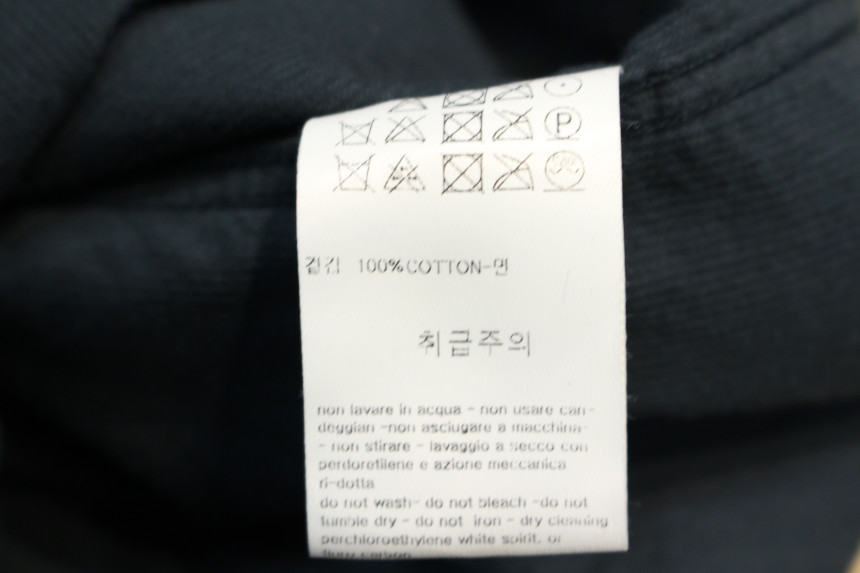 P
겉감 100%COTTON-면
취급주의
non lavare in acqua - non usare can-
deggian -non asciugare a macchina-
- non stirare - lavaggio a secco con
perdoretilene e azione meccanica
ri-dotta
do not wash- do not bleach -do not
tumble dry - do not iron - dry cleaning
perchloroethylene white spirit, or